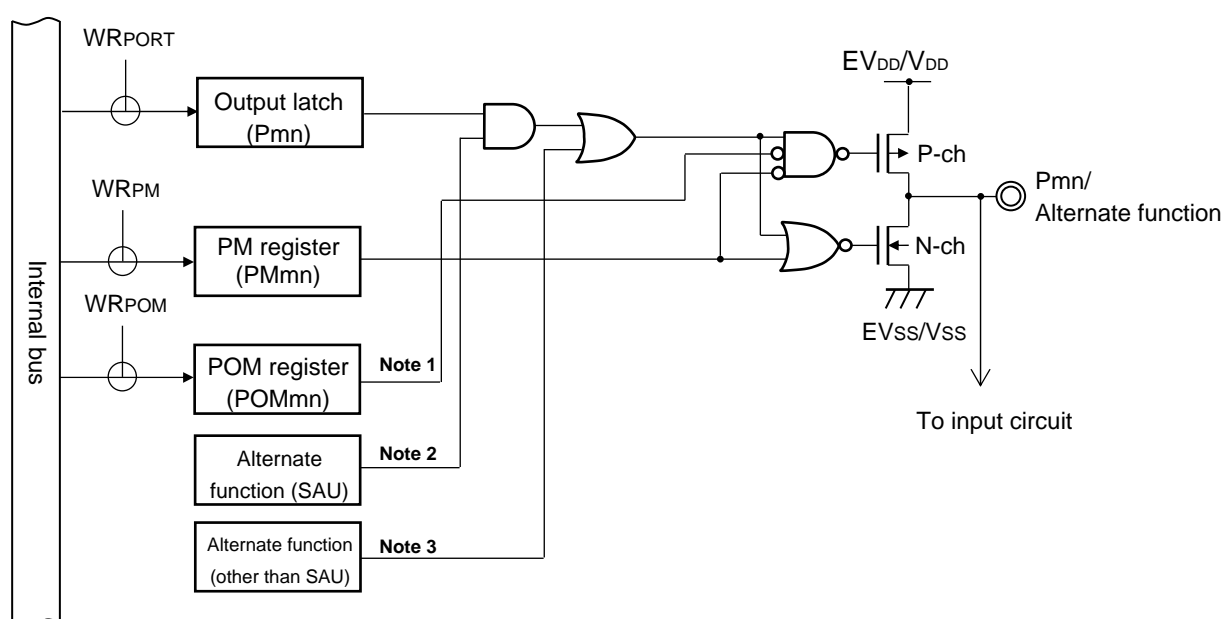 WRPORT
EVDD/VDD
Output latch
(Pmn)
P-ch
Pmn/
Alternate function
WRPM
PM register
(PMmn)
N-ch
Internal bus
WRPOM
EVSS/VSS
POM register
(POMmn)
Note 1
To input circuit
Alternate
function (SAU)
Note 2
Alternate function
(other than SAU)
Note 3